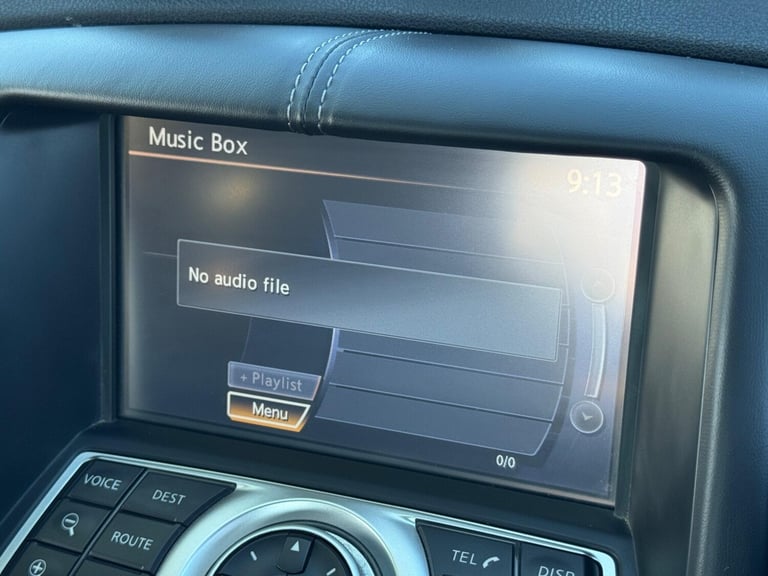 Music Box
9:13
No audio file
+ Playlist
Menu
0/0
VOICE
DEST
ROUTE
TEL
DISP